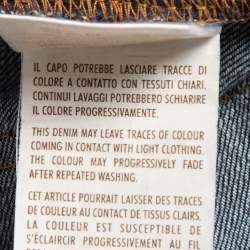 IL CAPO POTREBBE LASCIARE TRACCE DI
COLORE A CONTATTO CON TESSUTI CHIARI.
CONTINUI LAVAGGI POTREBBERO SCHIARIRE
IL COLORE PROGRESSIVAMENTE.
THIS DENIM MAY LEAVE TRACES OF COLOUR
COMING IN CONTACT WITH LIGHT CLOTHING.
THE COLOUR MAY PROGRESSIVELY FADE
AFTER REPEATED WASHING.
CET ARTICLE POURRAIT LAISSER DES TRACES
DE COULEUR AU CONTACT DE TISSUS CLAIRS.
LA COULEUR EST SUSCEPTIBLE DE
S'ÉCLAIRCIR PROGRESSIVEMENT AU FIL